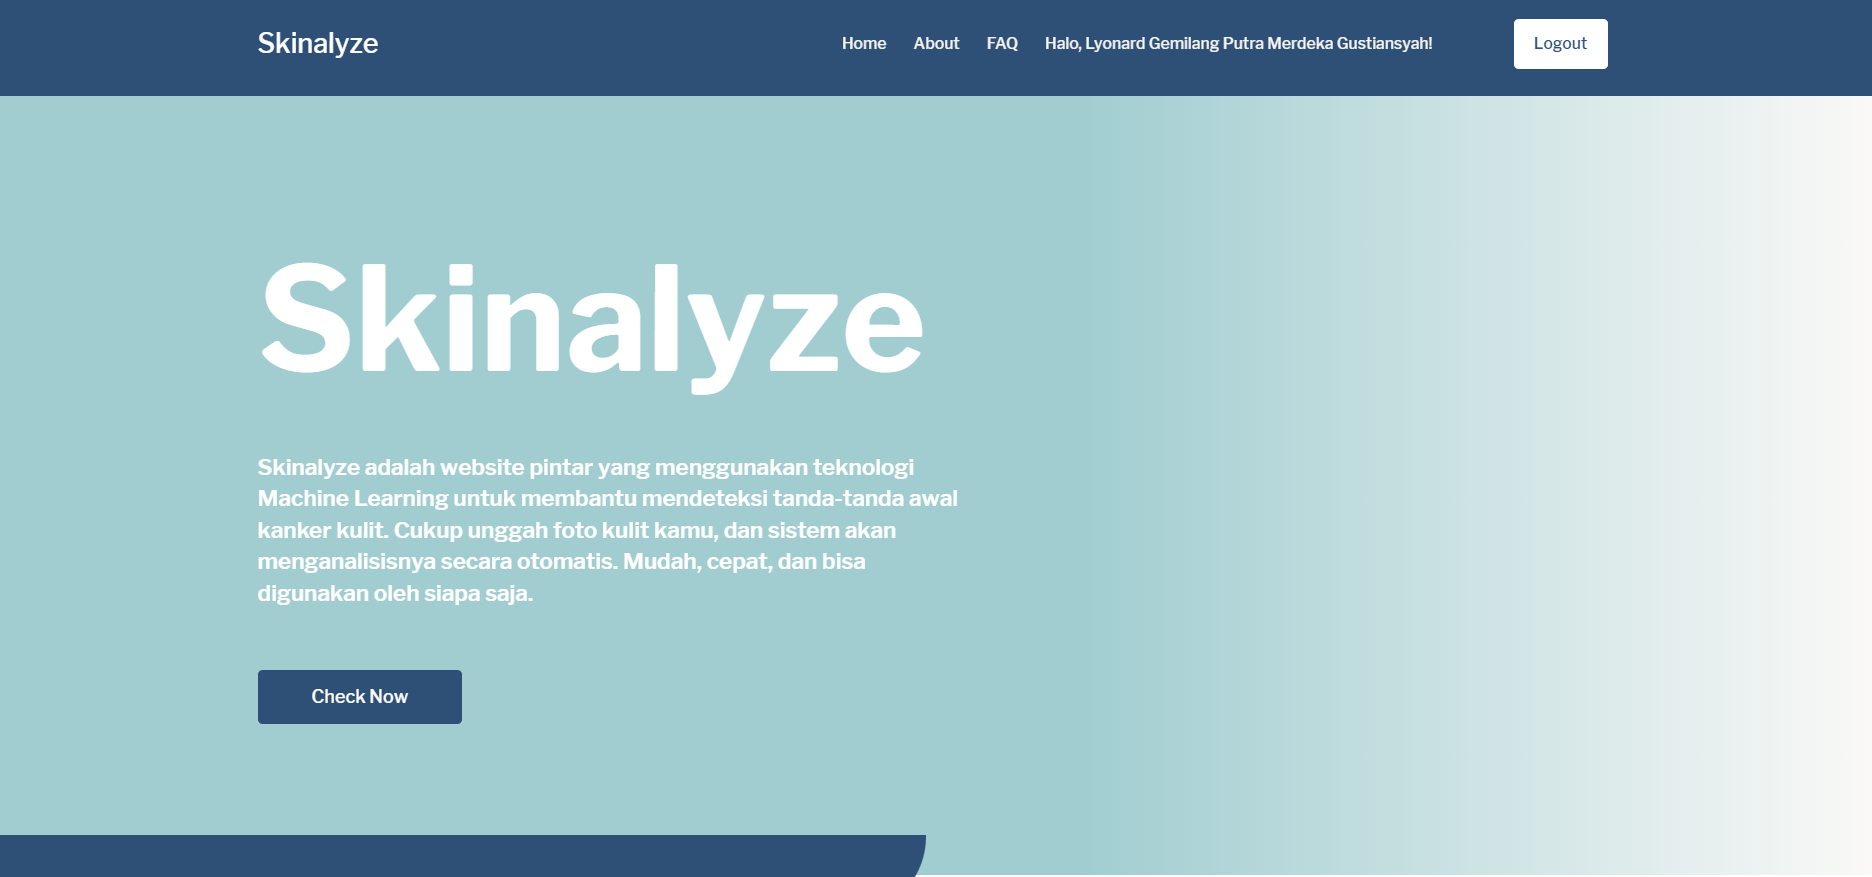 Skinalyze
Home About FAQ Halo, Lyonard Gemilang Putra Merdeka Gustiansyah! Logout
Skinalyze
Skinalyze adalah website pintar yang menggunakan teknologi
Machine Learning untuk membantu mendeteksi tanda-tanda awal
kanker kulit. Cukup unggah foto kulit kamu, dan sistem akan
menganalisisnya secara otomatis. Mudah, cepat, dan bisa
digunakan oleh siapa saja.
Check Now